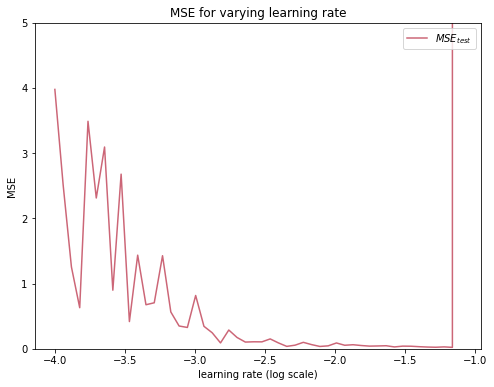 MSE for varying learning rate
MSE_test
MSE
5
4
3
2
1
0
−4.0 −3.5 −3.0 −2.5 −2.0 −1.5 −1.0
learning rate (log scale)